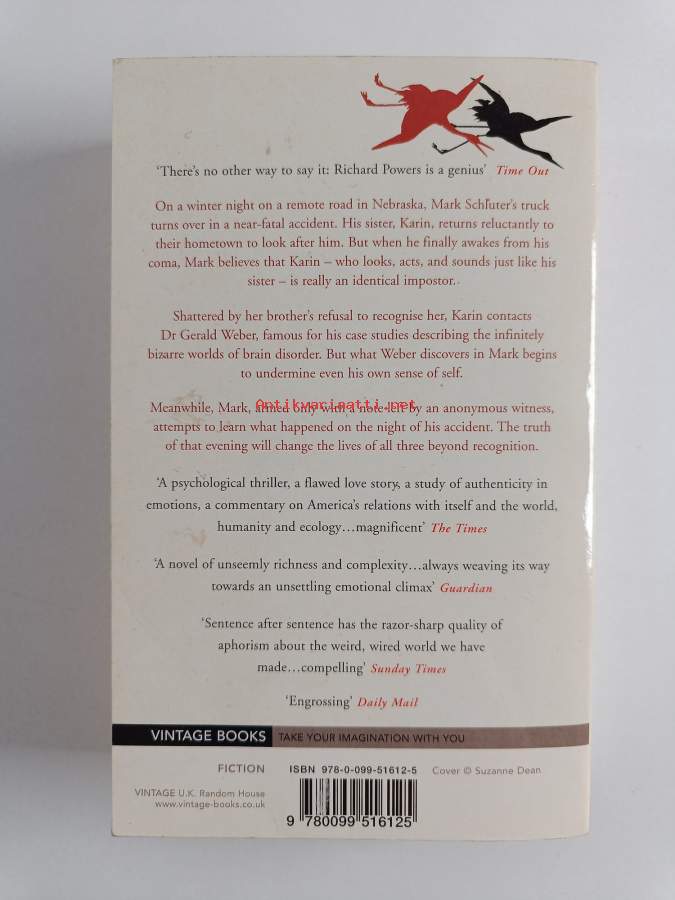 ‘There’s no other way to say it: Richard Powers is a genius’ Time Out
On a winter night on a remote road in Nebraska, Mark Schluter’s truck
turns over in a near-fatal accident. His sister, Karin, returns reluctantly to
their hometown to look after him. But when he finally awakes from his
coma, Mark believes that Karin – who looks, acts, and sounds just like his
sister – is really an identical impostor.
Shattered by her brother’s refusal to recognise her, Karin contacts
Dr Gerald Weber, famous for his case studies describing the infinitely
bizarre worlds of brain disorder. But what Weber discovers in Mark begins
to undermine even his own sense of self.
Antikvariaatti.net
Meanwhile, Mark, armed only with a note left by an anonymous witness,
attempts to learn what happened on the night of his accident. The truth
of that evening will change the lives of all three beyond recognition.
‘A psychological thriller, a flawed love story, a study of authenticity in
emotions, a commentary on America’s relations with itself and the world,
humanity and ecology…magnificent’ The Times
‘A novel of unseemly richness and complexity…always weaving its way
towards an unsettling emotional climax’ Guardian
‘Sentence after sentence has the razor-sharp quality of
aphorism about the weird, wired world we have
made…compelling’ Sunday Times
‘Engrossing’ Daily Mail
VINTAGE BOOKS TAKE YOUR IMAGINATION WITH YOU
FICTION ISBN 978-0-099-51612-5 Cover © Suzanne Dean
VINTAGE U.K. Random House
www.vintage-books.co.uk
9 780099 516125